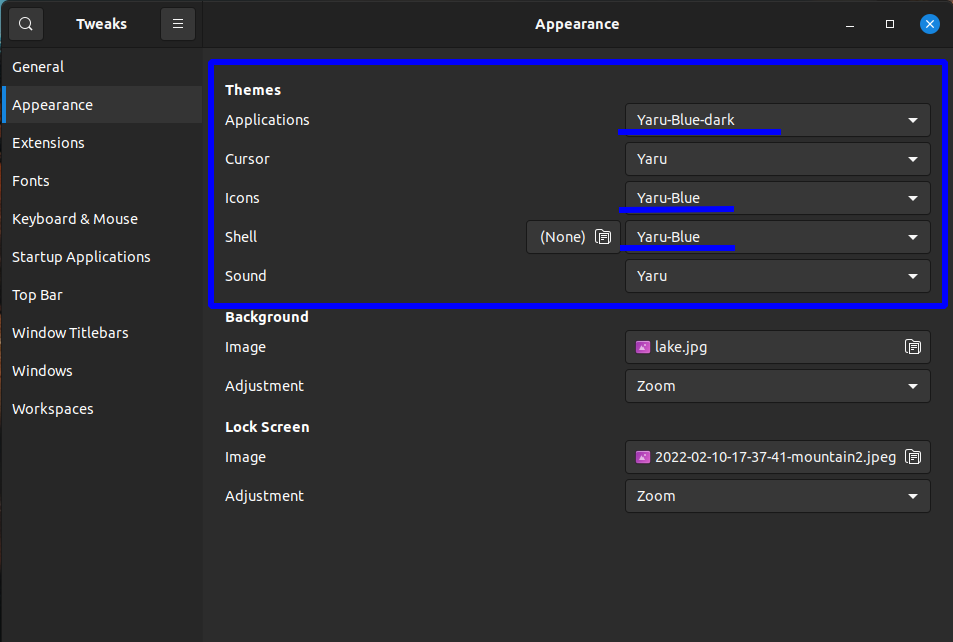 Tweaks
Appearance
General
Appearance
Extensions
Fonts
Keyboard & Mouse
Startup Applications
Top Bar
Window Titlebars
Windows
Workspaces
Themes
Applications Yaru-Blue-dark
Cursor Yaru
Icons Yaru-Blue
Shell (None) Yaru-Blue
Sound Yaru
Background
Image lake.jpg
Adjustment Zoom
Lock Screen
Image 2022-02-10-17-37-41-mountain2.jpeg
Adjustment Zoom